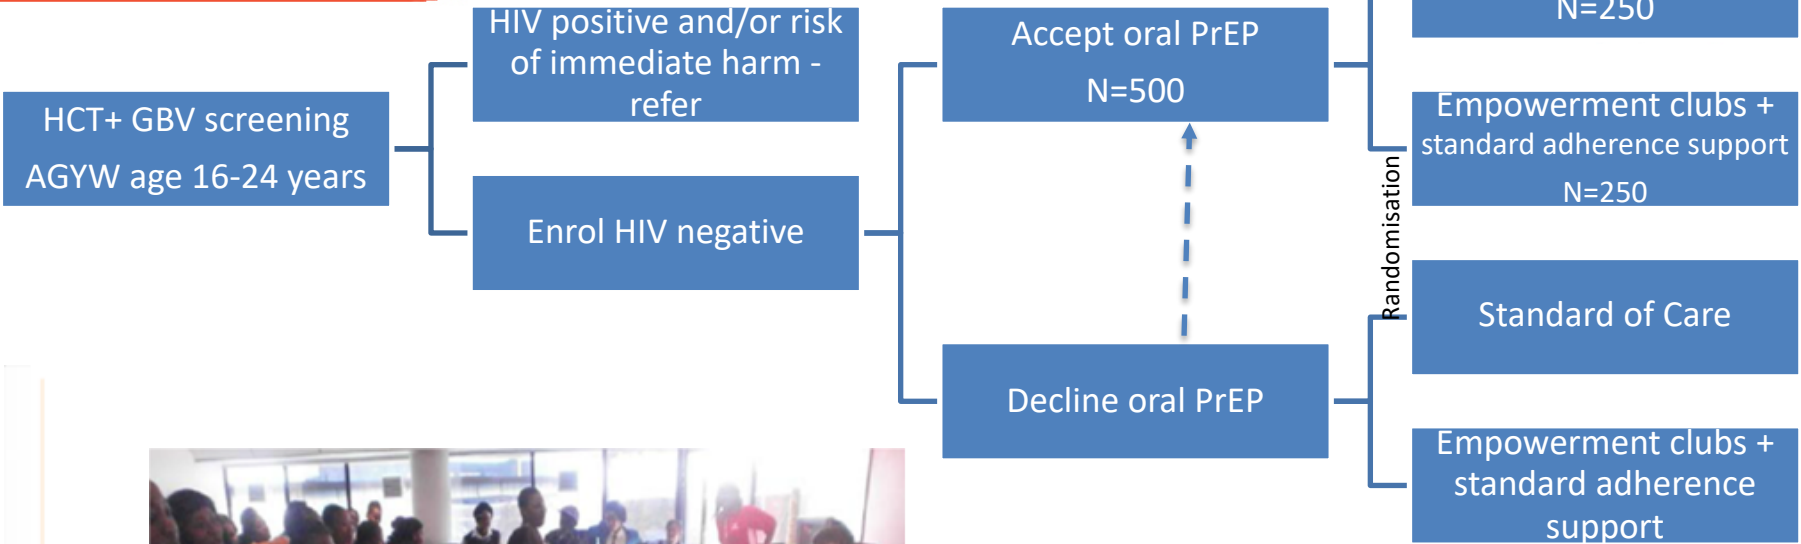 HCT+ GBV screening
AGYW age 16-24 years
HIV positive and/or risk
of immediate harm -
refer
Enrol HIV negative
Accept oral PrEP
N=500
Decline oral PrEP
Randomisation
N=250
Empowerment clubs +
standard adherence support
N=250
Standard of Care
Empowerment clubs +
standard adherence
support